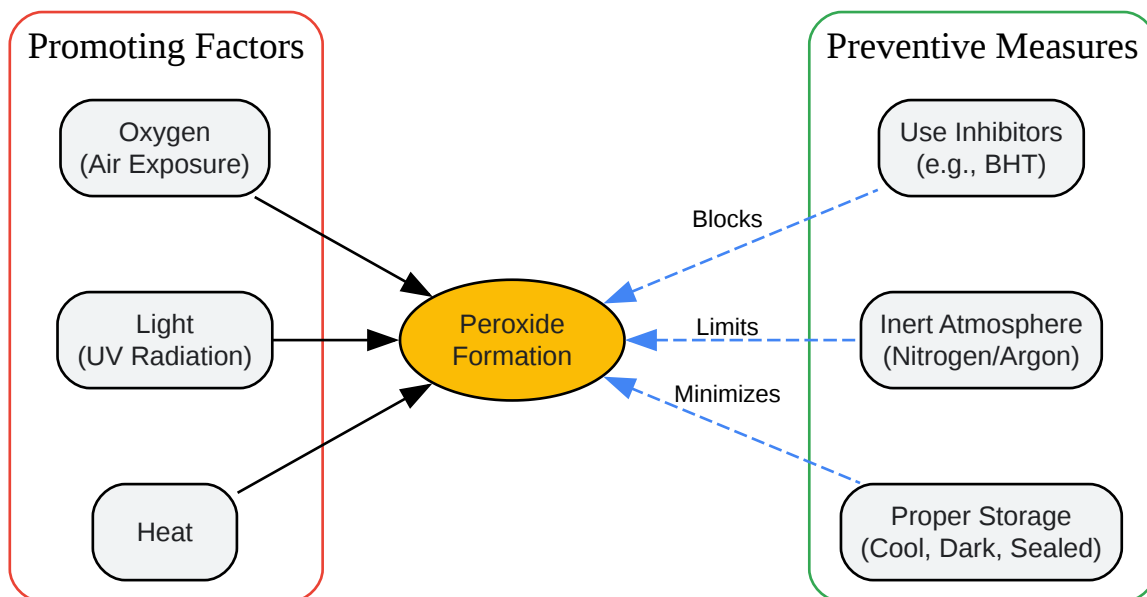 Promoting Factors
Oxygen
(Air Exposure)
Light
(UV Radiation)
Heat
Peroxide
Formation
Blocks
Limits
Minimizes
Preventive Measures
Use Inhibitors
(e.g., BHT)
Inert Atmosphere
(Nitrogen/Argon)
Proper Storage
(Cool, Dark, Sealed)